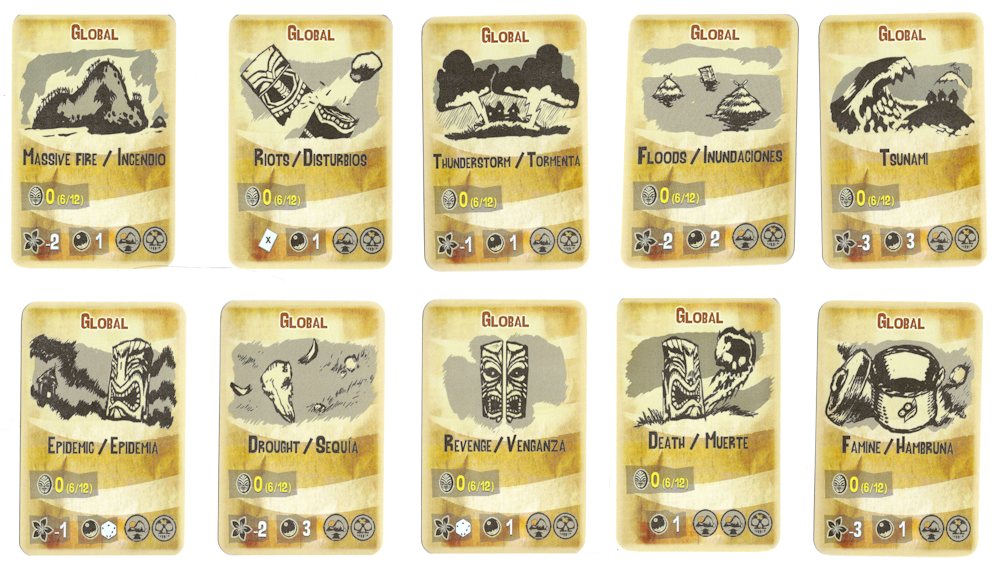 Global
Massive fire / Incendio
0 (6/12)
-2 1
Global
Riots / Disturbios
0 (6/12)
x 1
Global
Thunderstorm / Tormenta
0 (6/12)
-1 1
Global
Floods / Inundaciones
0 (6/12)
-2 2
Global
Tsunami
0 (6/12)
-3 3
Global
Epidemic / Epidemia
0 (6/12)
-1
Global
Drought / Sequía
0 (6/12)
-2 3
Global
Revenge / Venganza
0 (6/12)
1
Global
Death / Muerte
0 (6/12)
1
Global
Famine / Hambruna
0 (6/12)
-3 1